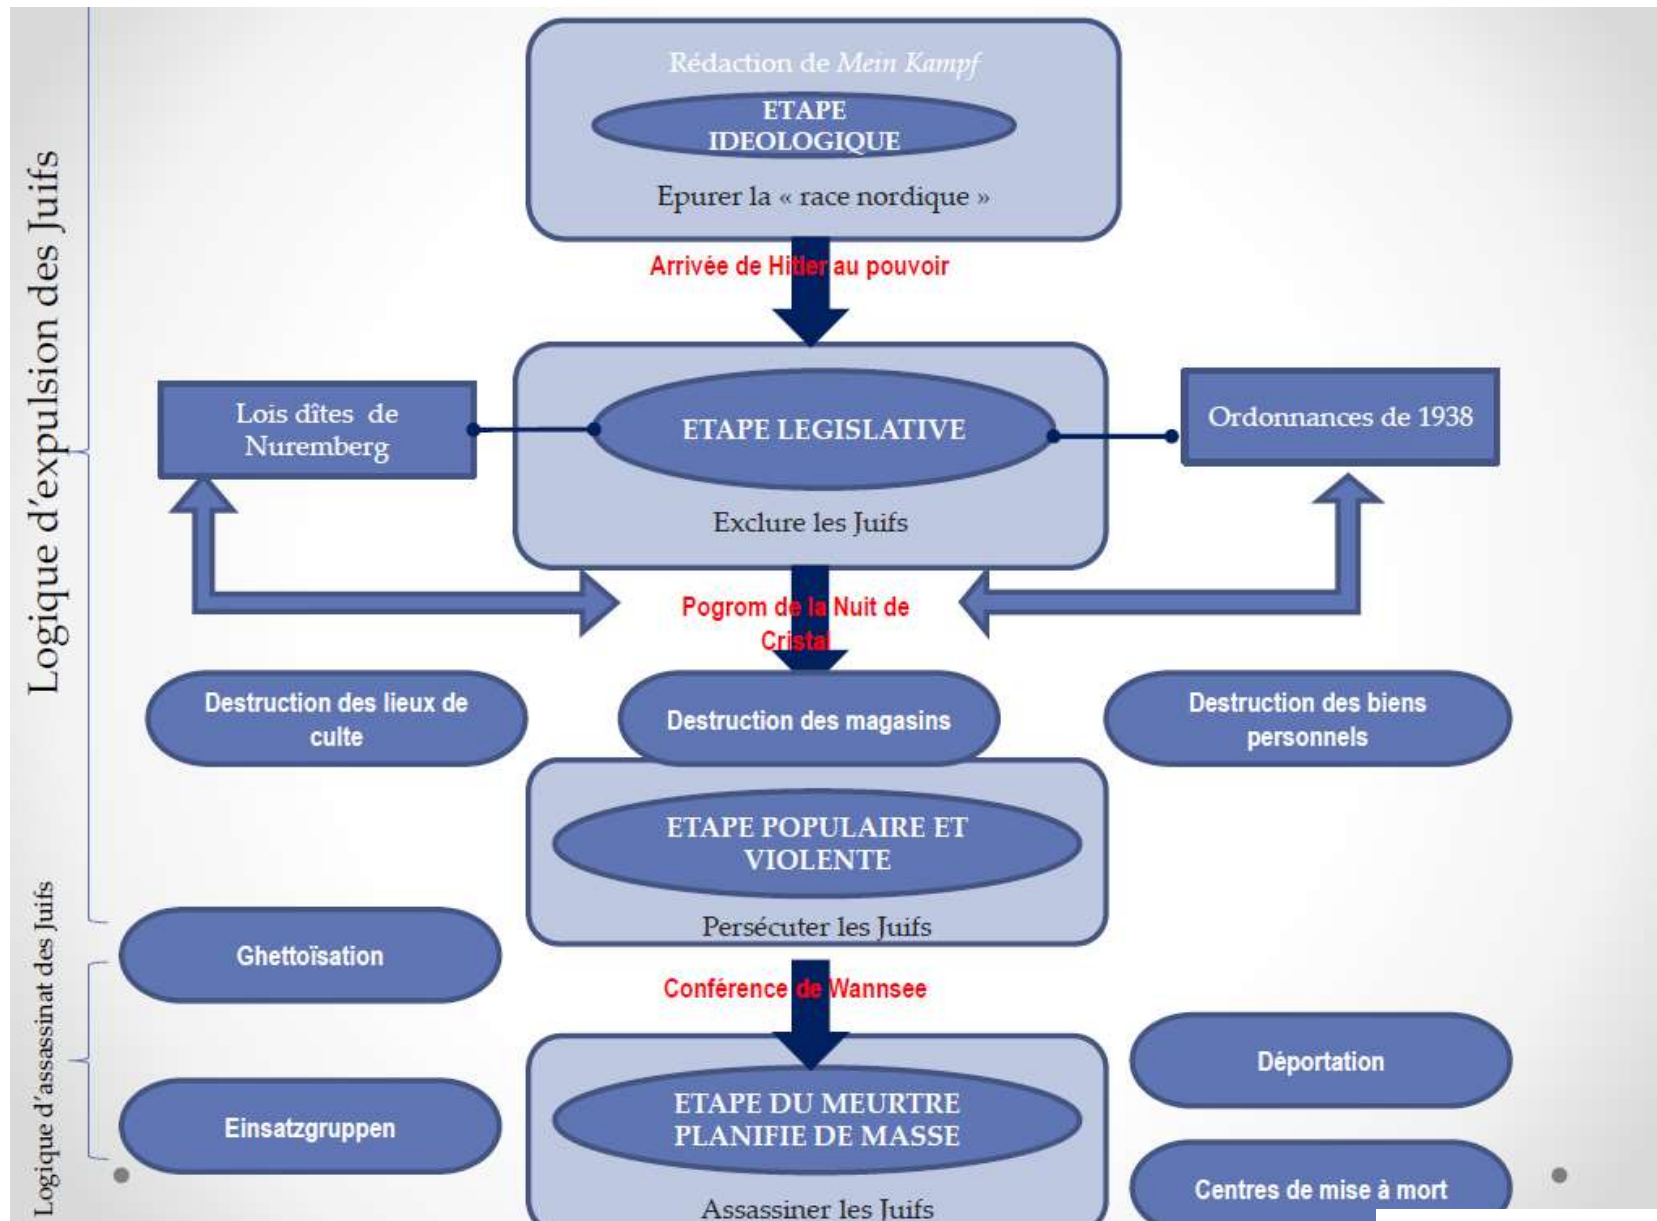 Logique d'expulsion des Juifs
Rédaction de Mein Kampf
ETAPE
IDEOLOGIQUE
Epurer la « race nordique »
Arrivée de Hitler au pouvoir
Lois dîtes de
Nuremberg
ETAPE LEGISLATIVE
Exclure les Juifs
Ordonnances de 1938
Pogrom de la Nuit de
Cristal
Destruction des lieux de
culte
Destruction des magasins
Destruction des biens
personnels
ETAPE POPULAIRE ET
VIOLENTE
Persécuter les Juifs
Logique d'assassinat des Juifs
Ghettoïsation
Conférence de Wannsee
Einsatzgruppen
ETAPE DU MEURTRE
PLANIFIE DE MASSE
Assassiner les Juifs
Déportation
Centres de mise à mort